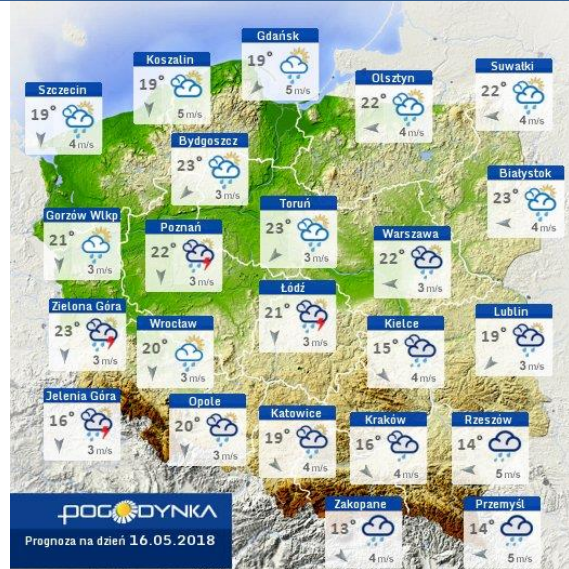 Gdańsk
19°
5 m/s
Koszalin
19°
5 m/s
Suwałki
22°
4 m/s
Olsztyn
22°
4 m/s
Szczecin
19°
4 m/s
Bydgoszcz
23°
3 m/s
Białystok
23°
4 m/s
Toruń
23°
3 m/s
Gorzów Wlkp
21°
3 m/s
Poznań
22°
3 m/s
Warszawa
22°
3 m/s
Łódź
21°
3 m/s
Zielona Góra
23°
3 m/s
Wrocław
20°
3 m/s
Kielce
15°
4 m/s
Lublin
19°
3 m/s
Jelenia Góra
16°
3 m/s
Opole
20°
3 m/s
Katowice
19°
4 m/s
Kraków
16°
4 m/s
Rzeszów
14°
5 m/s
Zakopane
13°
4 m/s
Przemyśl
14°
5 m/s
POGODYNKA
Prognoza na dzień 16.05.2018